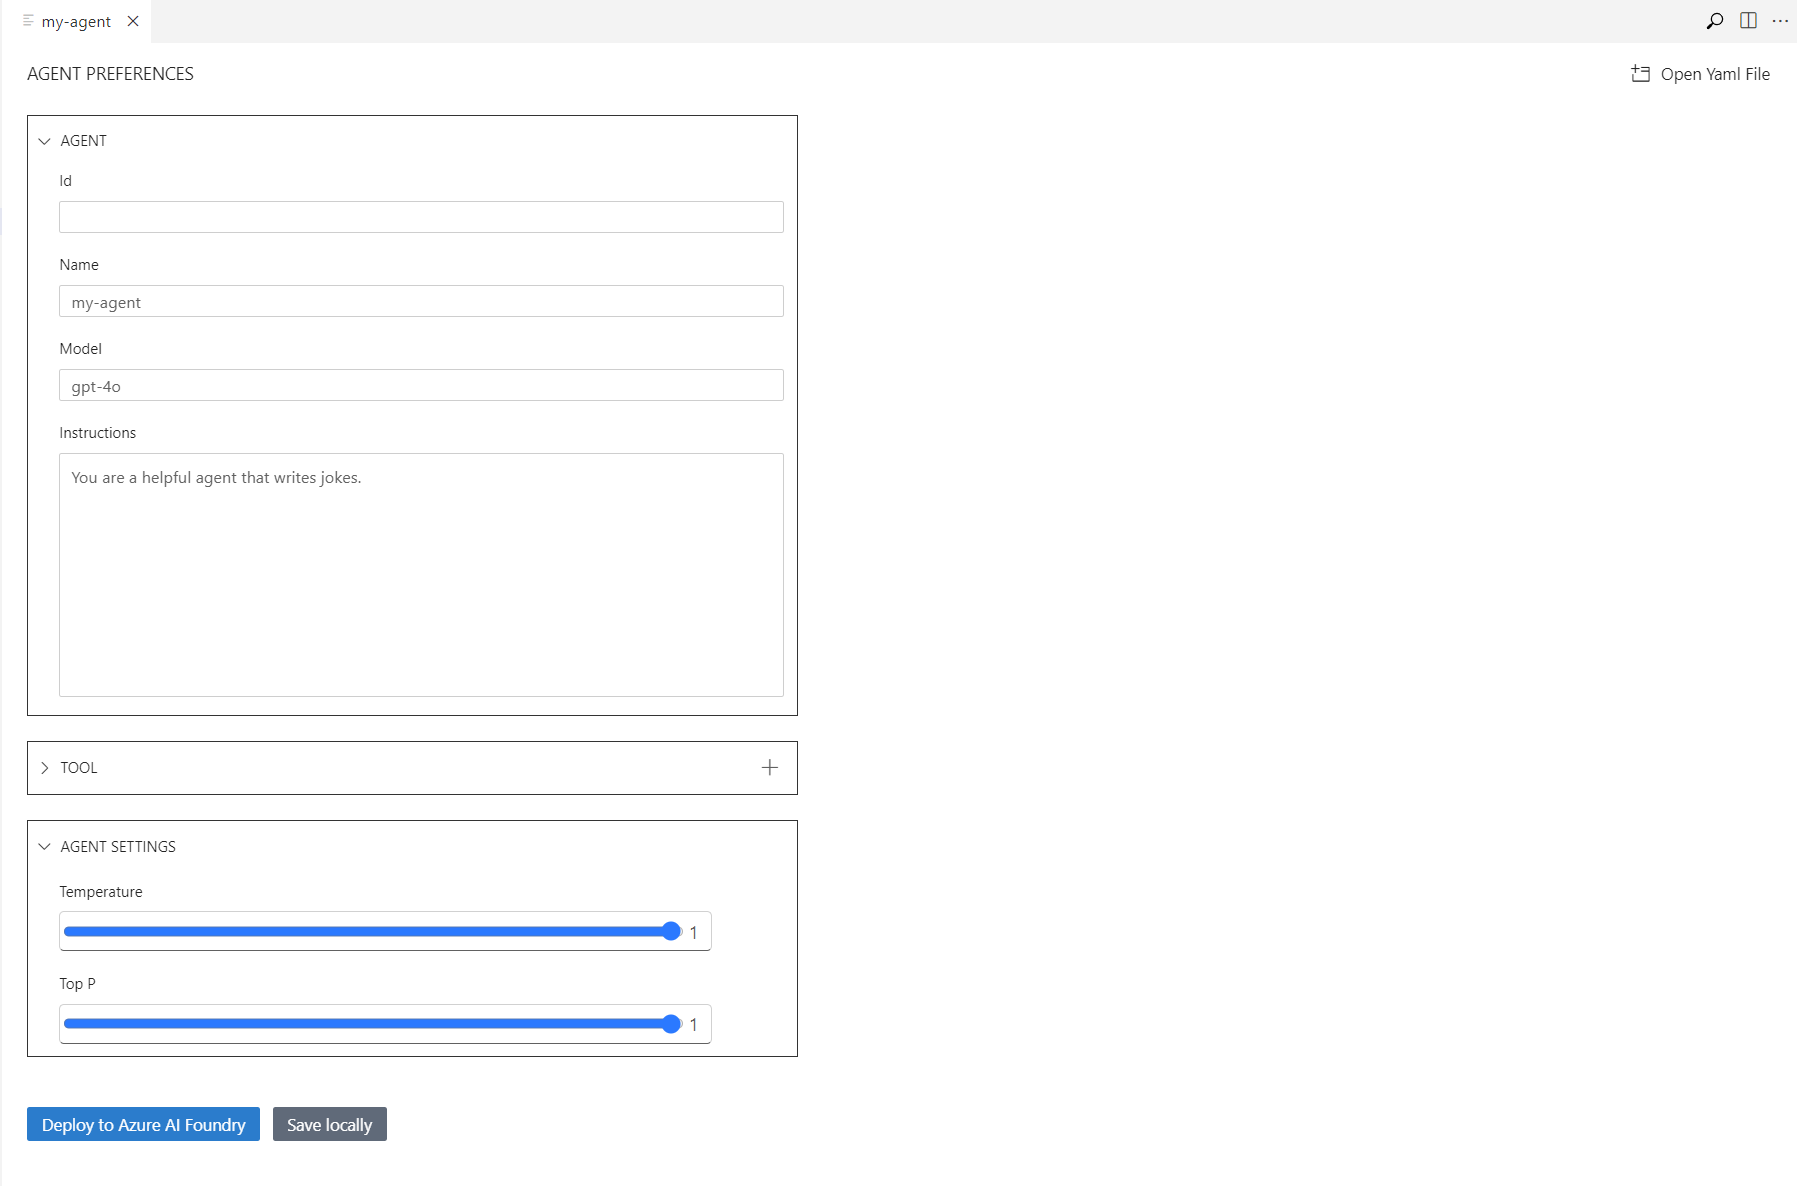 my-agent
AGENT PREFERENCES
Open Yaml File
AGENT
Id
Name
my-agent
Model
gpt-4o
Instructions
You are a helpful agent that writes jokes.
TOOL
AGENT SETTINGS
Temperature
1
Top P
1
Deploy to Azure AI Foundry
Save locally